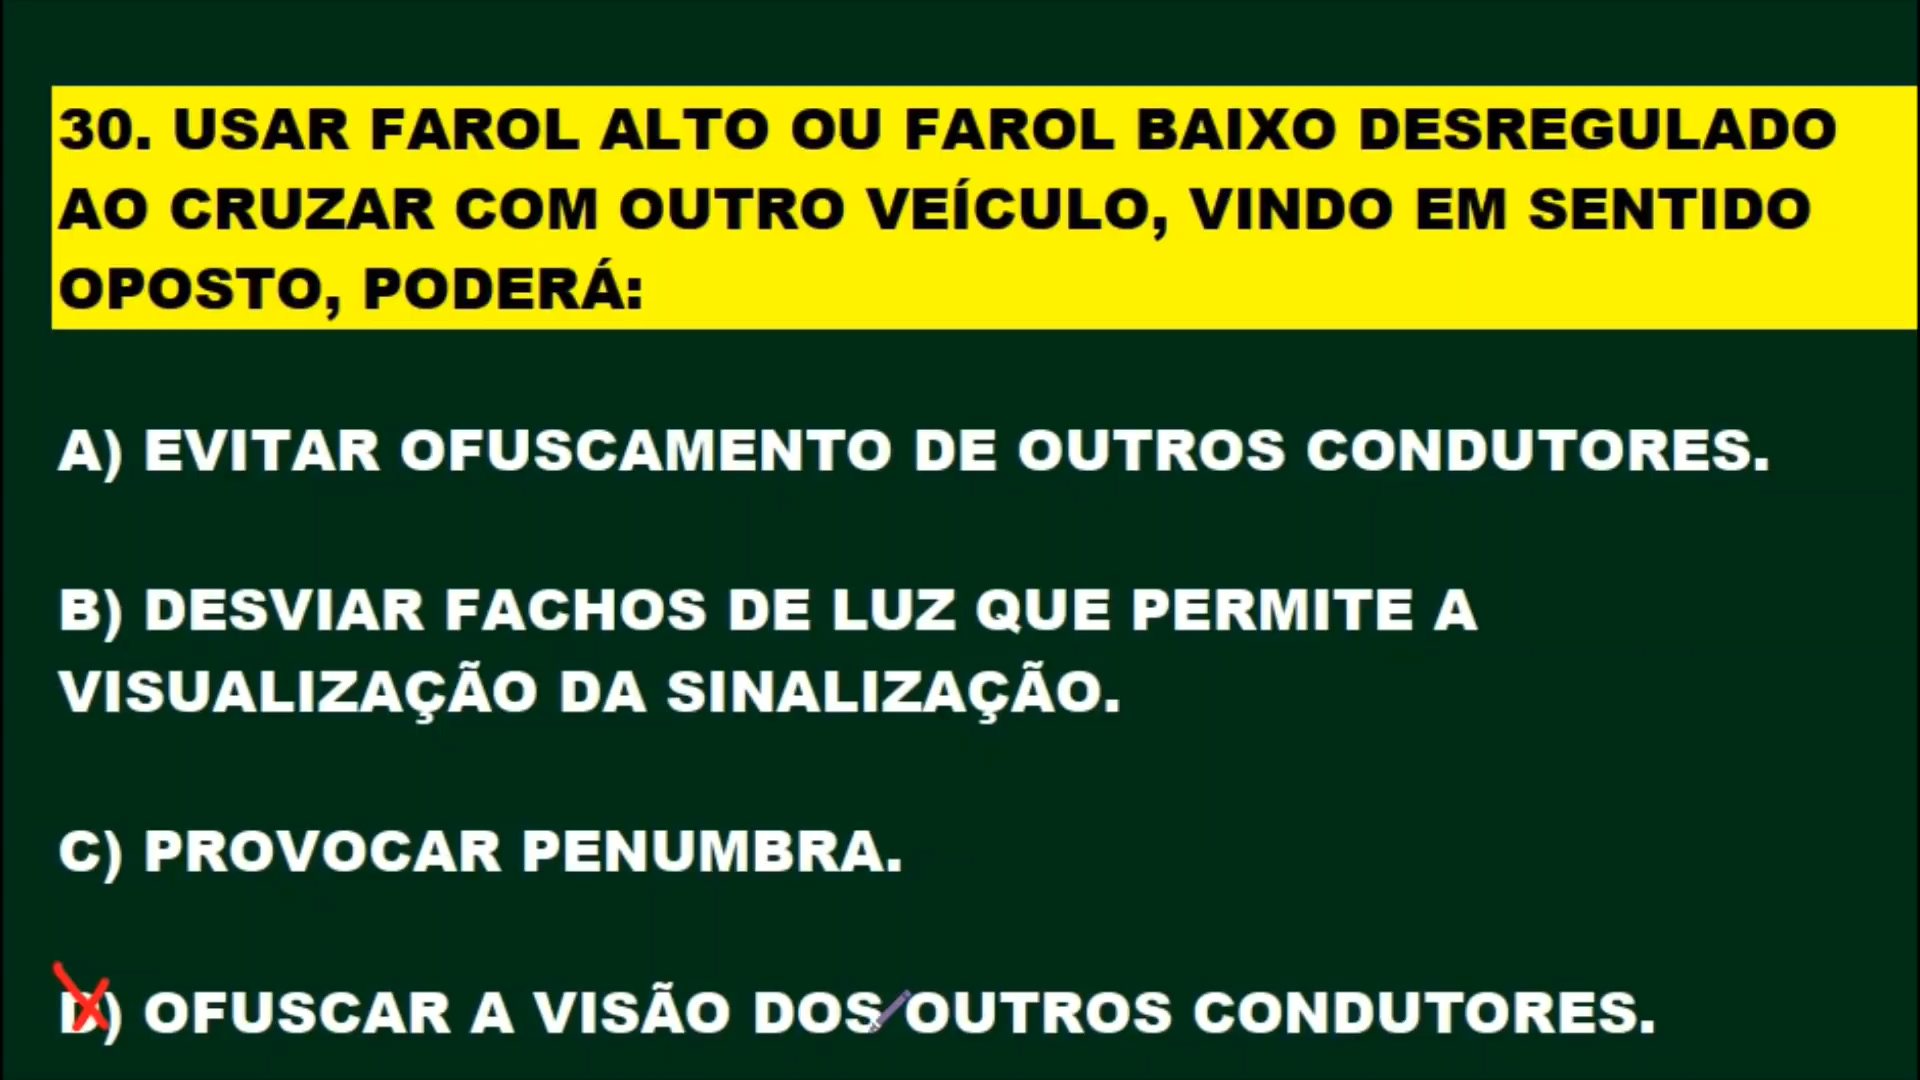 30. USAR FAROL ALTO OU FAROL BAIXO DESREGULADO
AO CRUZAR COM OUTRO VEÍCULO, VINDO EM SENTIDO
OPOSTO, PODERÁ:
A) EVITAR OFUSCAMENTO DE OUTROS CONDUTORES.
B) DESVIAR FACHOS DE LUZ QUE PERMITE A
VISUALIZAÇÃO DA SINALIZAÇÃO.
C) PROVOCAR PENUMBRA.
D) OFUSCAR A VISÃO DOS OUTROS CONDUTORES.